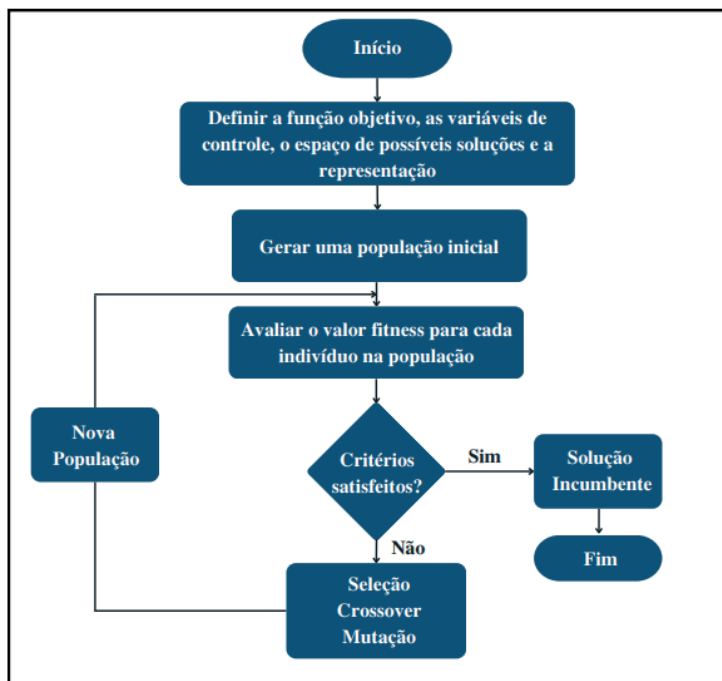 Início
Definir a função objetivo, as variáveis de
controle, o espaço de possíveis soluções e a
representação
Gerar uma população inicial
Avaliar o valor fitness para cada
indivíduo na população
Nova
População
Critérios
satisfeitos?
Sim
Solução
Incumbente
Não
Fim
Seleção
Crossover
Mutação